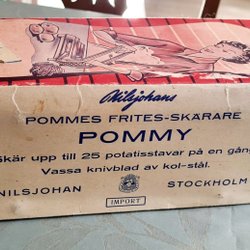 Nilsjohans
POMMES FRITES-SKÄRARE
POMMY
Skär upp till 25 potatisstavar på en gång
Vassa knivblad av kol-stål.
NILSJOHAN STOCKHOLM
IMPORT